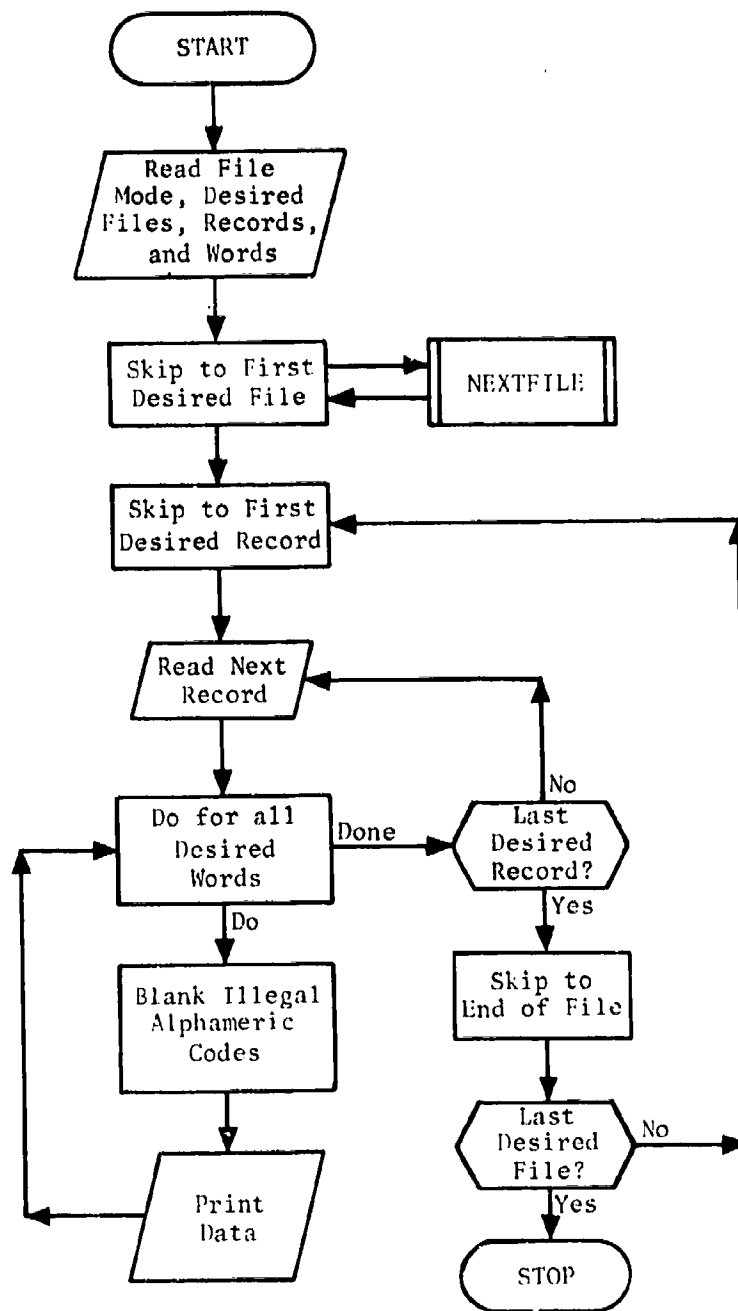 START
Read File
Mode, Desired
Files, Records,
and Words
Skip to First
Desired File
NEXTFILE
Skip to First
Desired Record
Read Next
Record
No
Do for all
Desired
Words
Done
Last
Desired
Record?
Do
Yes
Blank Illegal
Alphameric
Codes
Skip to
End of File
Last
Desired
File?
No
Print
Data
Yes
STOP